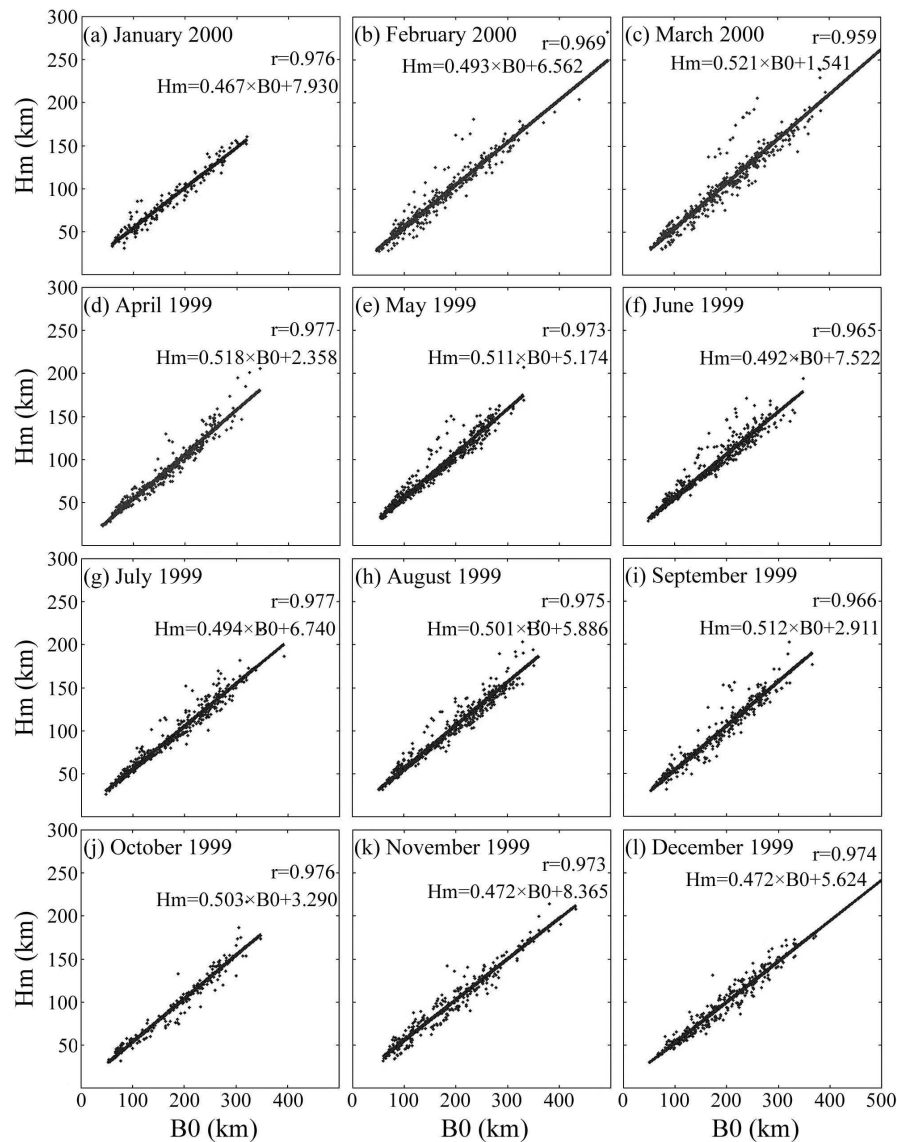 300
250
200
150
100
50
Hm (km)
(a) January 2000
r=0.976
Hm=0.467×B0+7.930
(b) February 2000
r=0.969
Hm=0.493×B0+6.562
(c) March 2000
r=0.959
Hm=0.521×B0+1.541
300
250
200
150
100
50
Hm (km)
(d) April 1999
r=0.977
Hm=0.518×B0+2.358
(e) May 1999
r=0.973
Hm=0.511×B0+5.174
(f) June 1999
r=0.965
Hm=0.492×B0+7.522
300
250
200
150
100
50
Hm (km)
(g) July 1999
r=0.977
Hm=0.494×B0+6.740
(h) August 1999
r=0.975
Hm=0.501×B0+5.886
(i) September 1999
r=0.966
Hm=0.512×B0+2.911
300
250
200
150
100
50
Hm (km)
(j) October 1999
r=0.976
Hm=0.503×B0+3.290
(k) November 1999
r=0.973
Hm=0.472×B0+8.365
(l) December 1999
r=0.974
Hm=0.472×B0+5.624
0 100 200 300 400
0 100 200 300 400
0 100 200 300 400 500
B0 (km)
B0 (km)
B0 (km)